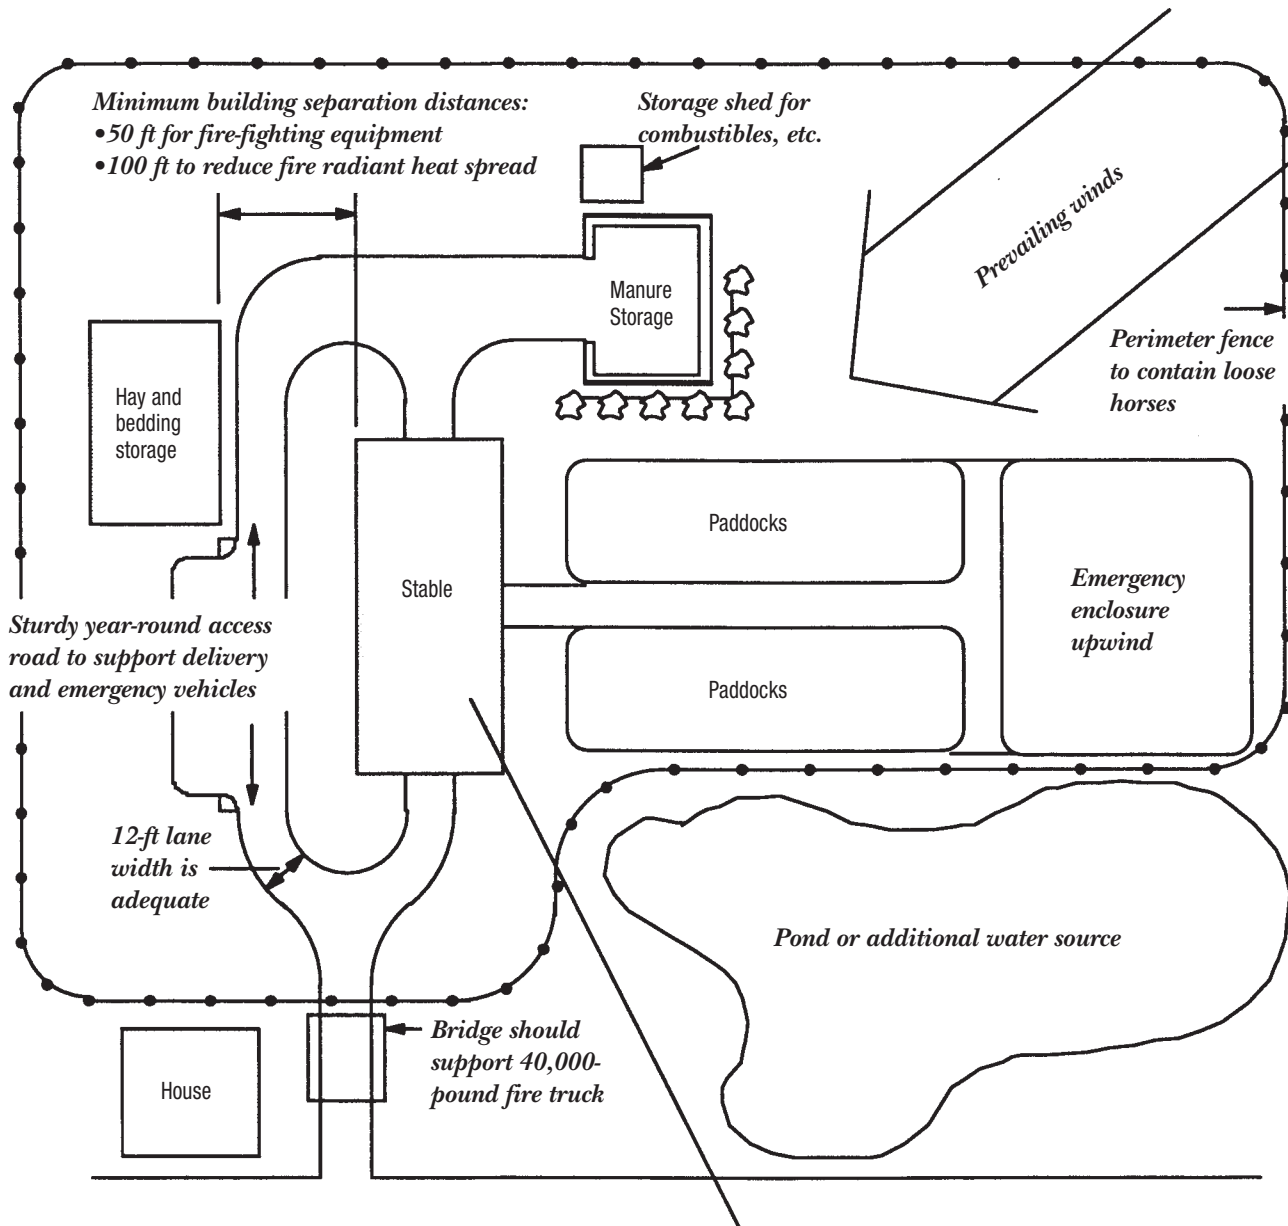 Minimum building separation distances:
•50 ft for fire-fighting equipment
•100 ft to reduce fire radiant heat spread
Storage shed for
combustibles, etc.
Prevailing winds
Manure
Storage
Perimeter fence
to contain loose
horses
Hay and
bedding
storage
Paddocks
Stable
Emergency
enclosure
upwind
Sturdy year-round access
road to support delivery
and emergency vehicles
Paddocks
12-ft lane
width is
adequate
Pond or additional water source
Bridge should
support 40,000-
pound fire truck
House